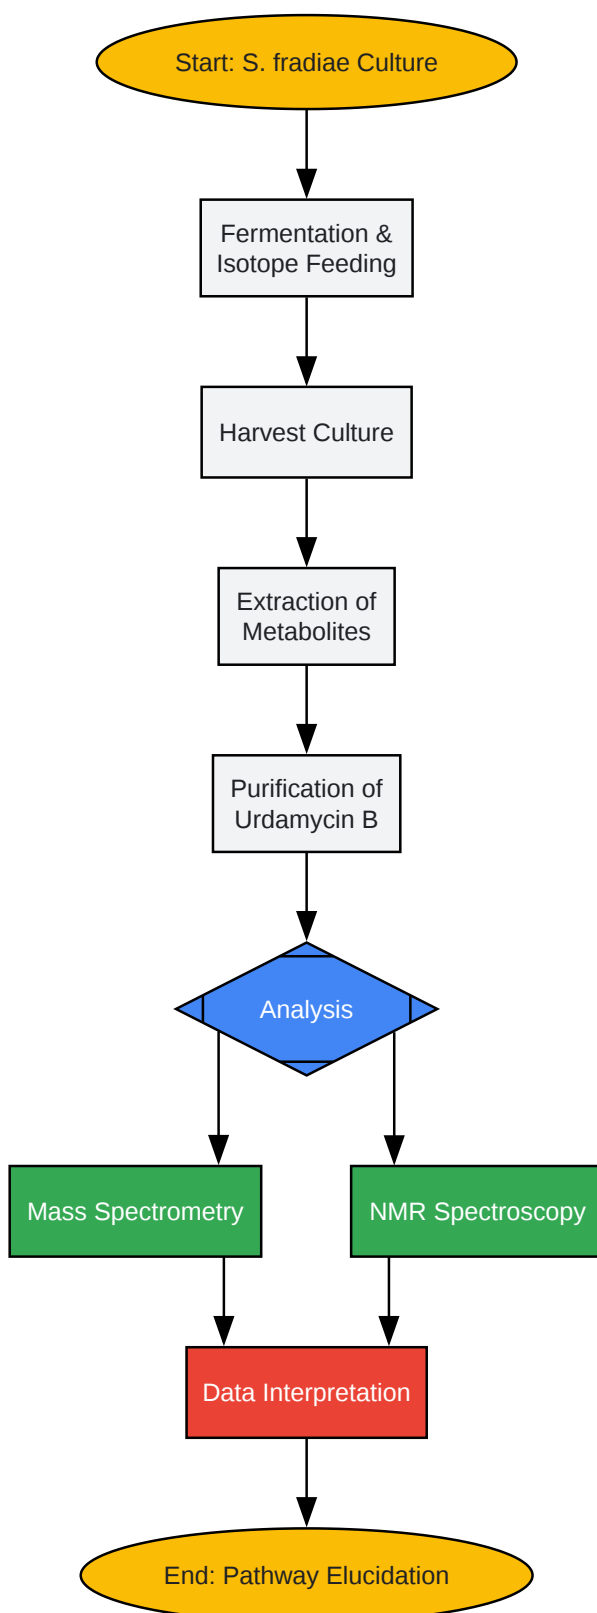 Start: S. fradiae Culture
Fermentation &
Isotope Feeding
Harvest Culture
Extraction of
Metabolites
Purification of
Urdamycin B
Analysis
Mass Spectrometry
NMR Spectroscopy
Data Interpretation
End: Pathway Elucidation